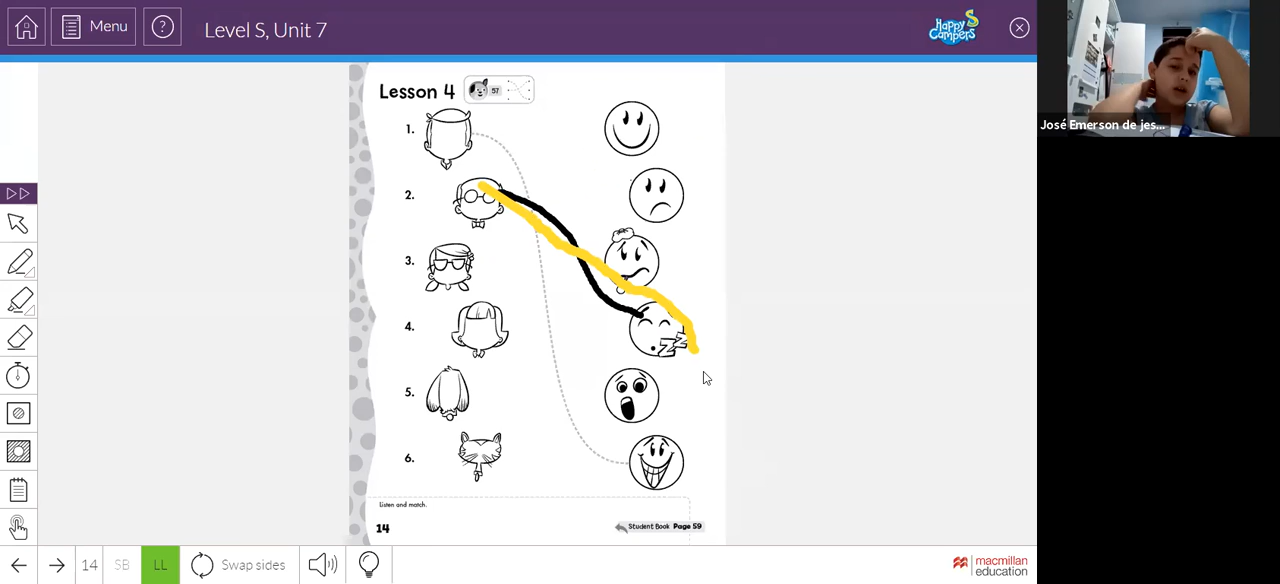 Menu
?
Level S, Unit 7
Happy Campers S
José Emerson de jes...
Lesson 4
57
1.
2.
3.
4.
5.
6.
zz
Listen and match.
14
Student Book Page 59
14
SB
LL
Swap sides
macmillan
education